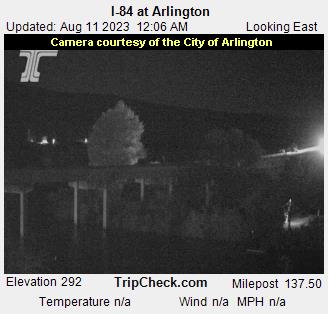 I-84 at Arlington
Updated: Aug 11 2023 12:06 AM Looking East
Camera courtesy of the City of Arlington
Elevation 292 TripCheck.com Milepost 137.50
Temperature n/a Wind n/a MPH n/a